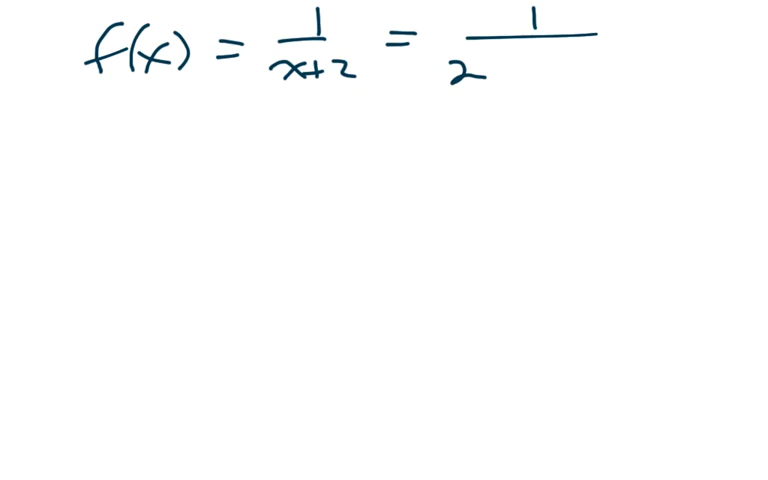 f(x) = 1/(x+2) = 1/2